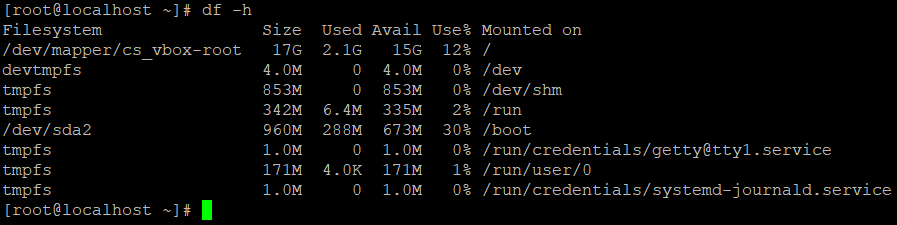 [root@localhost ~]# df -h
Filesystem                Size  Used Avail Use% Mounted on
/dev/mapper/cs_vbox-root   17G  2.1G   15G  12% /
devtmpfs                  4.0M     0  4.0M   0% /dev
tmpfs                     853M     0  853M   0% /dev/shm
tmpfs                     342M  6.4M  335M   2% /run
/dev/sda2                 960M  288M  673M  30% /boot
tmpfs                     1.0M     0  1.0M   0% /run/credentials/getty@tty1.service
tmpfs                     171M  4.0K  171M   1% /run/user/0
tmpfs                     1.0M     0  1.0M   0% /run/credentials/systemd-journald.service
[root@localhost ~]#